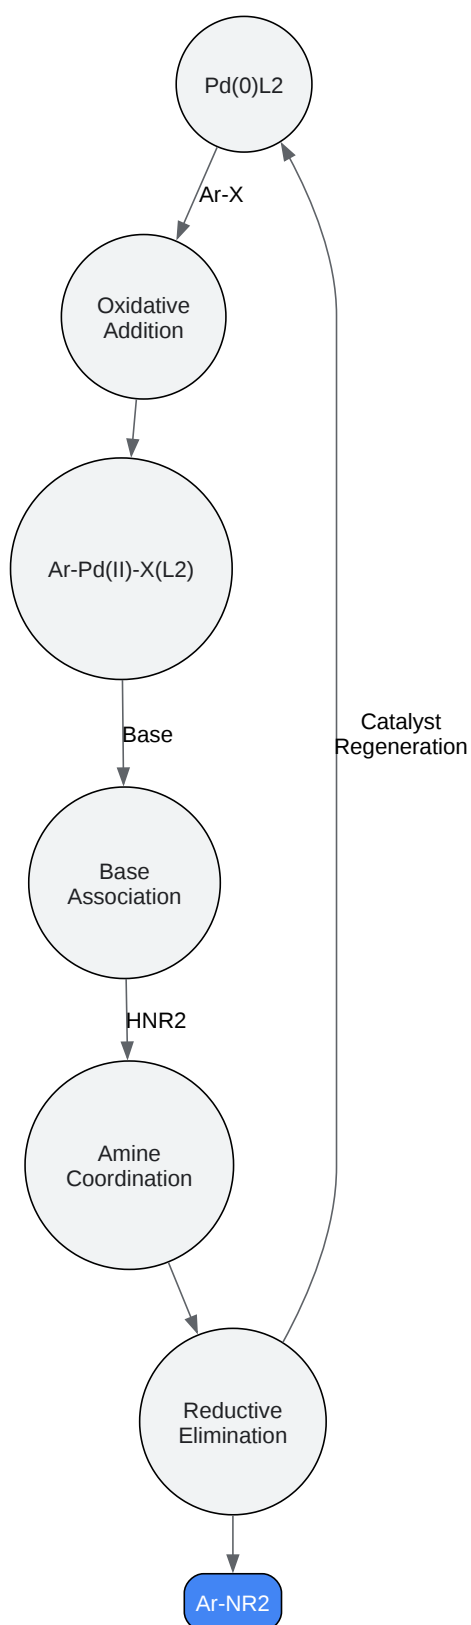 Pd(0)L2
Ar-X
Oxidative
Addition
Ar-Pd(II)-X(L2)
Base
Catalyst
Regeneration
Base
Association
HNR2
Amine
Coordination
Reductive
Elimination
Ar-NR2